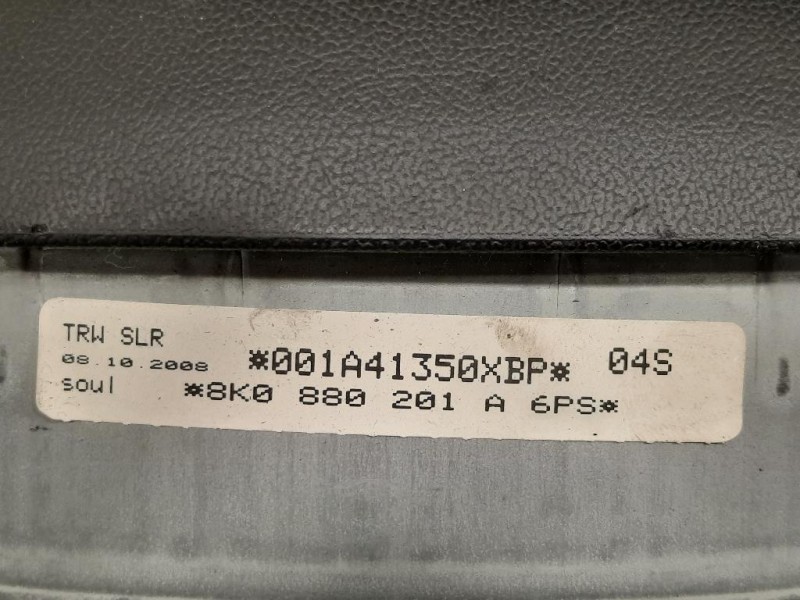 TRW SLR
08.10.2008 *001A41350XBP* 04S
soul *8K0 880 201 A 6PS*